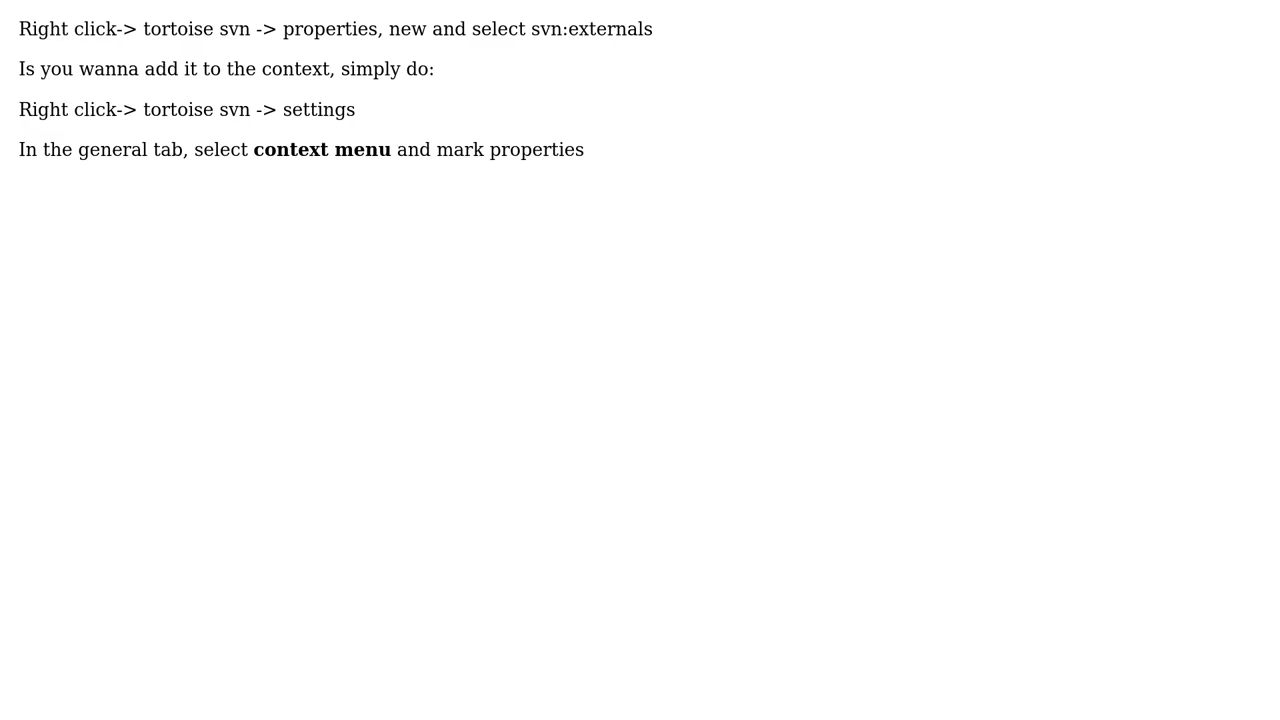 Right click-> tortoise svn -> properties, new and select svn:externals
Is you wanna add it to the context, simply do:
Right click-> tortoise svn -> settings
In the general tab, select context menu and mark properties